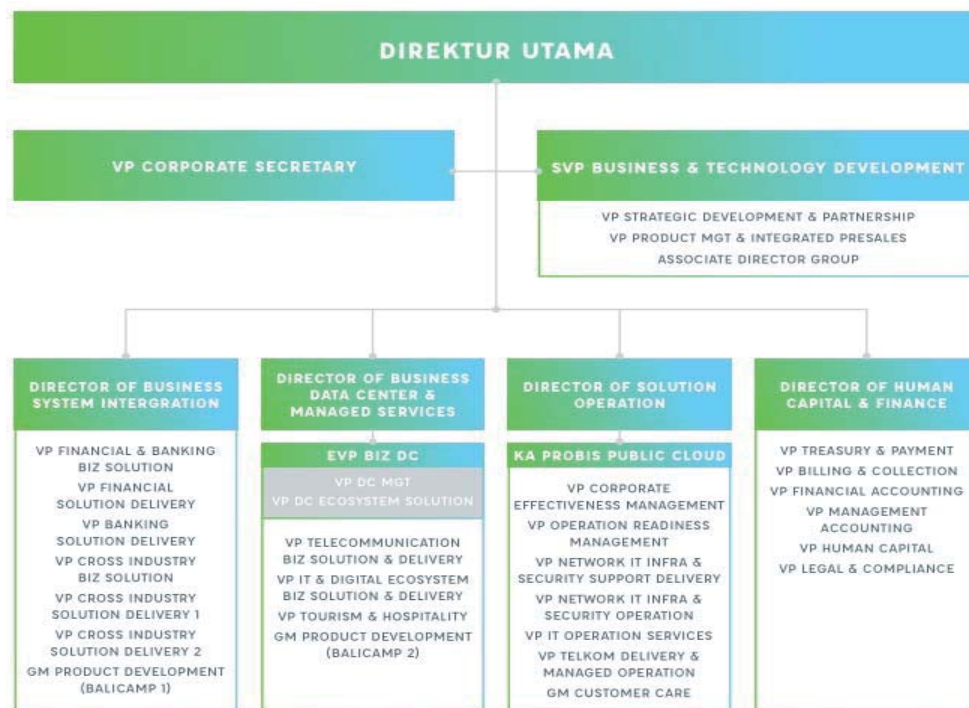 DIREKTUR UTAMA
VP CORPORATE SECRETARY
SVP BUSINESS & TECHNOLOGY DEVELOPMENT
VP STRATEGIC DEVELOPMENT & PARTNERSHIP
VP PRODUCT MGT & INTEGRATED PRESALES
ASSOCIATE DIRECTOR GROUP
DIRECTOR OF BUSINESS
SYSTEM INTERGRATION
VP FINANCIAL & BANKING
BIZ SOLUTION
VP FINANCIAL
SOLUTION DELIVERY
VP BANKING
SOLUTION DELIVERY
VP CROSS INDUSTRY
BIZ SOLUTION
VP CROSS INDUSTRY
SOLUTION DELIVERY 1
VP CROSS INDUSTRY
SOLUTION DELIVERY 2
GM PRODUCT DEVELOPMENT
(BALICAMP 1)
DIRECTOR OF BUSINESS
DATA CENTER &
MANAGED SERVICES
EVP BIZ DC
VP DC MGT
VP DC ECOSYSTEM SOLUTION
VP TELECOMMUNICATION
BIZ SOLUTION & DELIVERY
VP IT & DIGITAL ECOSYSTEM
BIZ SOLUTION & DELIVERY
VP TOURISM & HOSPITALITY
GM PRODUCT DEVELOPMENT
(BALICAMP 2)
DIRECTOR OF SOLUTION
OPERATION
KA PROBIS PUBLIC CLOUD
VP CORPORATE
EFFECTIVENESS MANAGEMENT
VP OPERATION READINESS
MANAGEMENT
VP NETWORK IT INFRA &
SECURITY SUPPORT DELIVERY
VP NETWORK IT INFRA &
SECURITY OPERATION
VP IT OPERATION SERVICES
VP TELKOM DELIVERY &
MANAGED OPERATION
GM CUSTOMER CARE
DIRECTOR OF HUMAN
CAPITAL & FINANCE
VP TREASURY & PAYMENT
VP BILLING & COLLECTION
VP FINANCIAL ACCOUNTING
VP MANAGEMENT
ACCOUNTING
VP HUMAN CAPITAL
VP LEGAL & COMPLIANCE